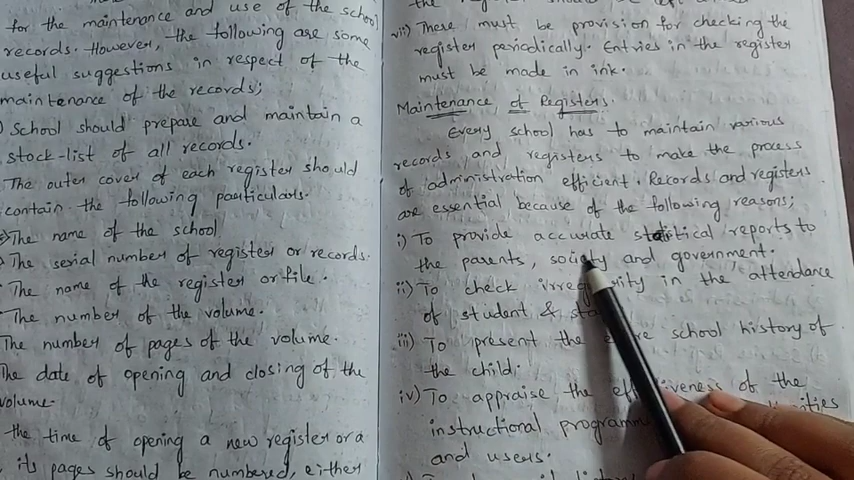 for the maintenance and use of the school
records. However, the following are some
useful suggestions in respect of the
maintenance of the records;
School should prepare and maintain a
stock-list of all records.
The outer cover of each register should
contain the following particulars.
The name of the school
The serial number of register or records.
The name of the register or file.
The number of the volume.
The number of pages of the volume.
The date of opening and closing of the
volume.
the time of opening a new register or a
its pages should be numbered, either
the
vii) There must be provision for checking the
register periodically. Entries in the register
must be made in ink.
Maintenance of Registers.
Every school has to maintain various
records and registers to make the process
of administration efficient. Records and registers
are essential because of the following reasons;
i) To provide accurate statitical reports to
the parents, society and government.
ii) To check in the attendance
of student &
iii) To present the school history of
the child.
iv) To appraise the of the
instructional
and users.